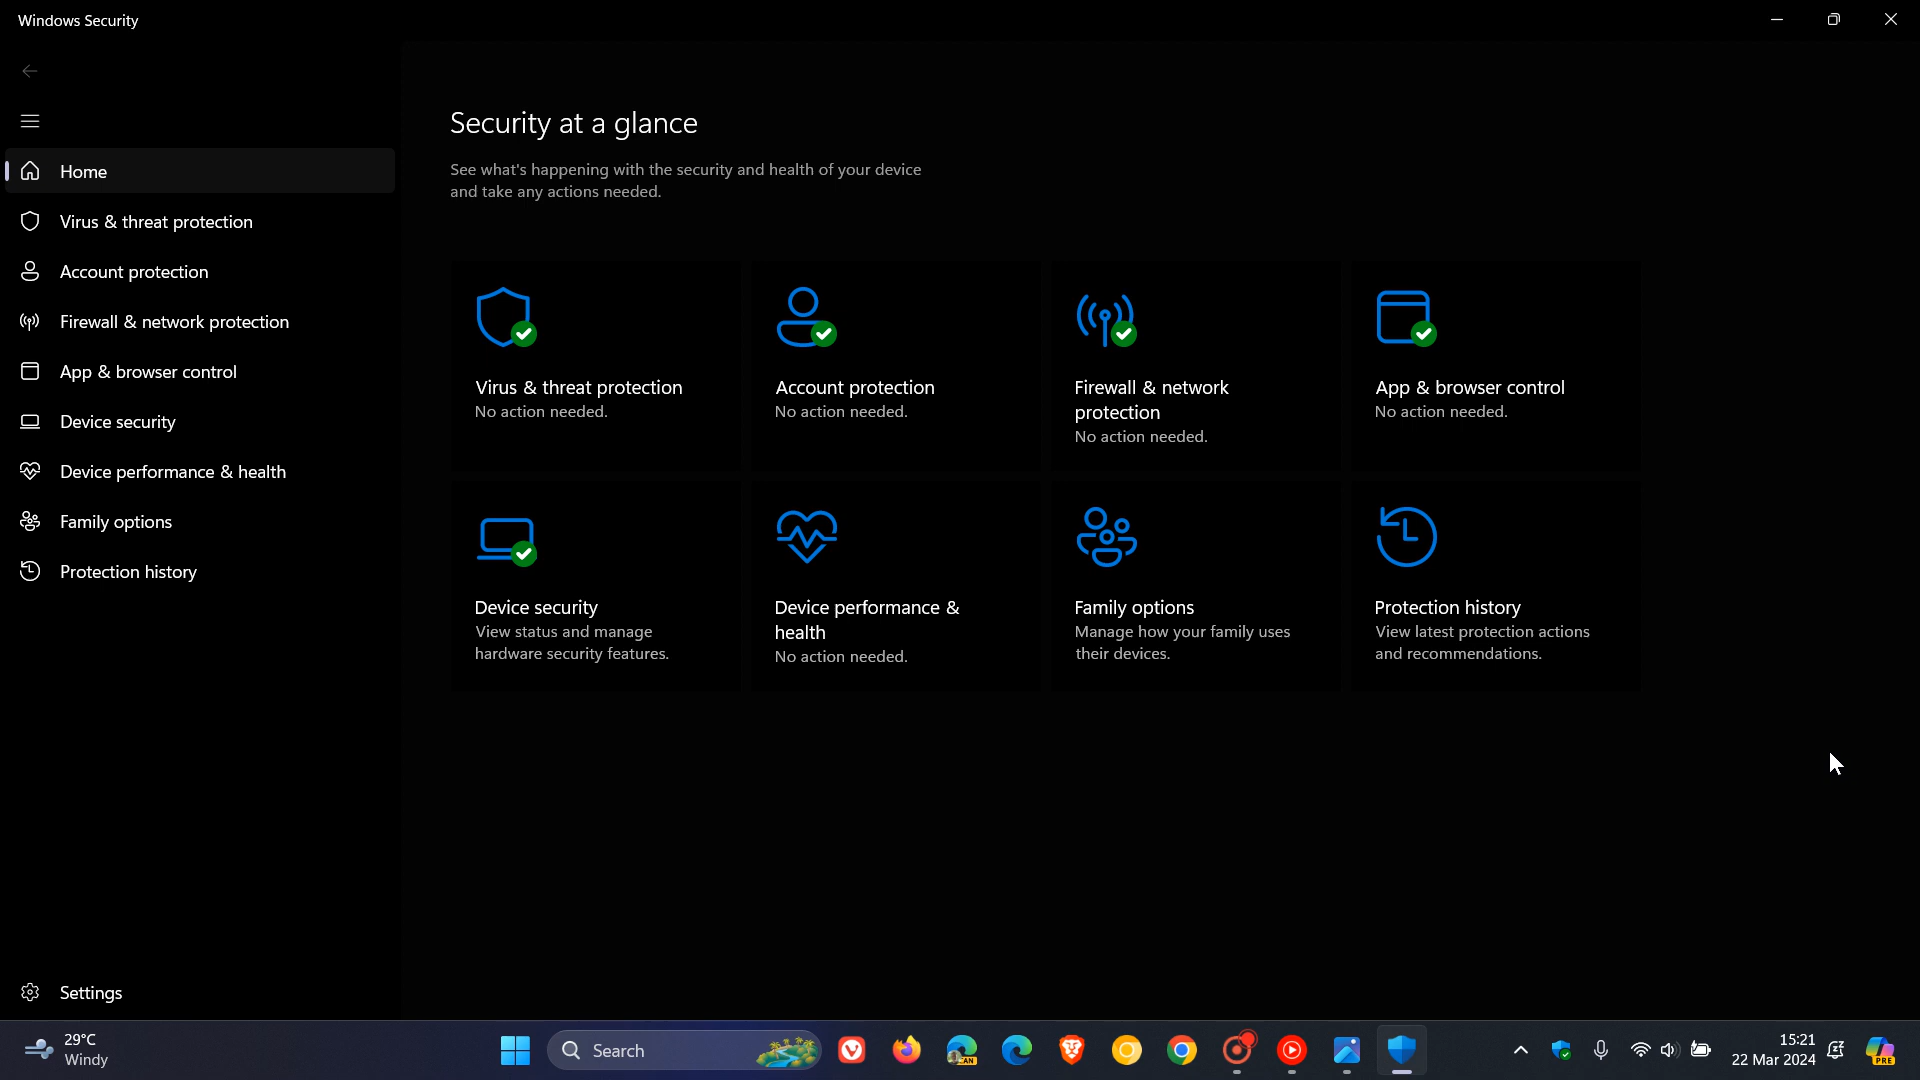 Windows Security
Home
Virus & threat protection
Account protection
Firewall & network protection
App & browser control
Device security
Device performance & health
Family options
Protection history
Settings
Security at a glance
See what's happening with the security and health of your device
and take any actions needed.
Virus & threat protection
No action needed.
Account protection
No action needed.
Firewall & network
protection
No action needed.
App & browser control
No action needed.
Device security
View status and manage
hardware security features.
Device performance &
health
No action needed.
Family options
Manage how your family uses
their devices.
Protection history
View latest protection actions
and recommendations.
29°C
Windy
Search
CAN
15:21
22 Mar 2024
PRE